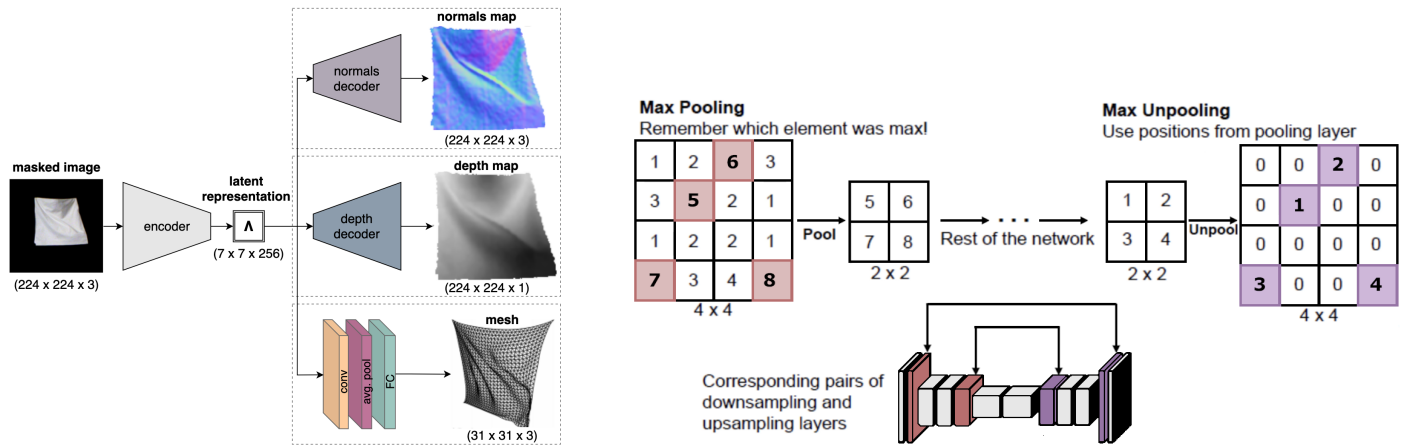 masked image
(224 x 224 x 3)
encoder
latent
representation
Λ
(7 x 7 x 256)
normals map
normals
decoder
(224 x 224 x 3)
depth map
depth
decoder
(224 x 224 x 1)
mesh
conv
avg. pool
FC
(31 x 31 x 3)
Max Pooling
Remember which element was max!
1 2 6 3
3 5 2 1
1 2 2 1
7 3 4 8
4 x 4
Pool
5 6
7 8
2 x 2
. . .
Rest of the network
1 2
3 4
2 x 2
Unpool
Max Unpooling
Use positions from pooling layer
0 0 2 0
0 1 0 0
0 0 0 0
3 0 0 4
4 x 4
Corresponding pairs of
downsampling and
upsampling layers